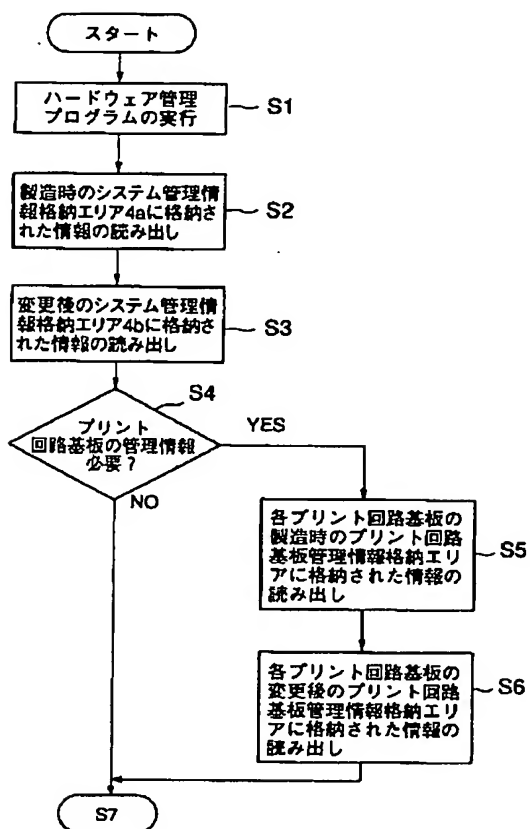 スタート
ハードウェア管理
プログラムの実行
S1
製造時のシステム管理情
報格納エリア4aに格納さ
れた情報の読み出し
S2
変更後のシステム管理情
報格納エリア4bに格納さ
れた情報の読み出し
S3
S4
プリント
回路基板の管理情報
必要?
YES
NO
各プリント回路基板の
製造時のプリント回路
基板管理情報格納エリ
アに格納された情報の
読み出し
S5
各プリント回路基板の
変更後のプリント回路
基板管理情報格納エリ
アに格納された情報の
読み出し
S6
S7